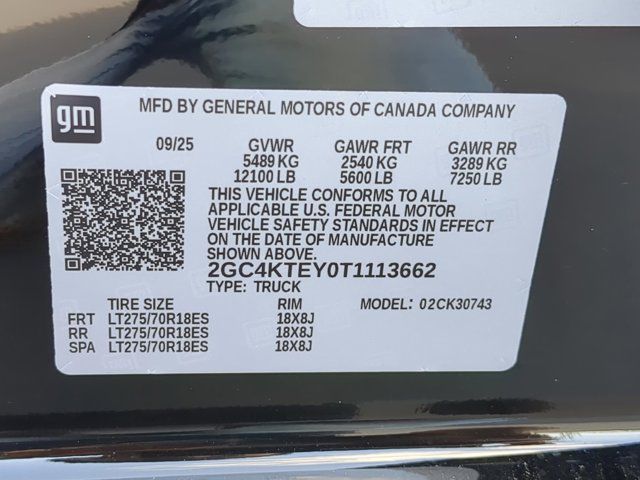 gm
MFD BY GENERAL MOTORS OF CANADA COMPANY
09/25 GVWR GAWR FRT GAWR RR
5489 KG 2540 KG 3289 KG
12100 LB 5600 LB 7250 LB
THIS VEHICLE CONFORMS TO ALL
APPLICABLE U.S. FEDERAL MOTOR
VEHICLE SAFETY STANDARDS IN EFFECT
ON THE DATE OF MANUFACTURE
SHOWN ABOVE.
2GC4KTEY0T1113662
TYPE: TRUCK
TIRE SIZE RIM MODEL: 02CK30743
FRT LT275/70R18ES 18X8J
RR LT275/70R18ES 18X8J
SPA LT275/70R18ES 18X8J